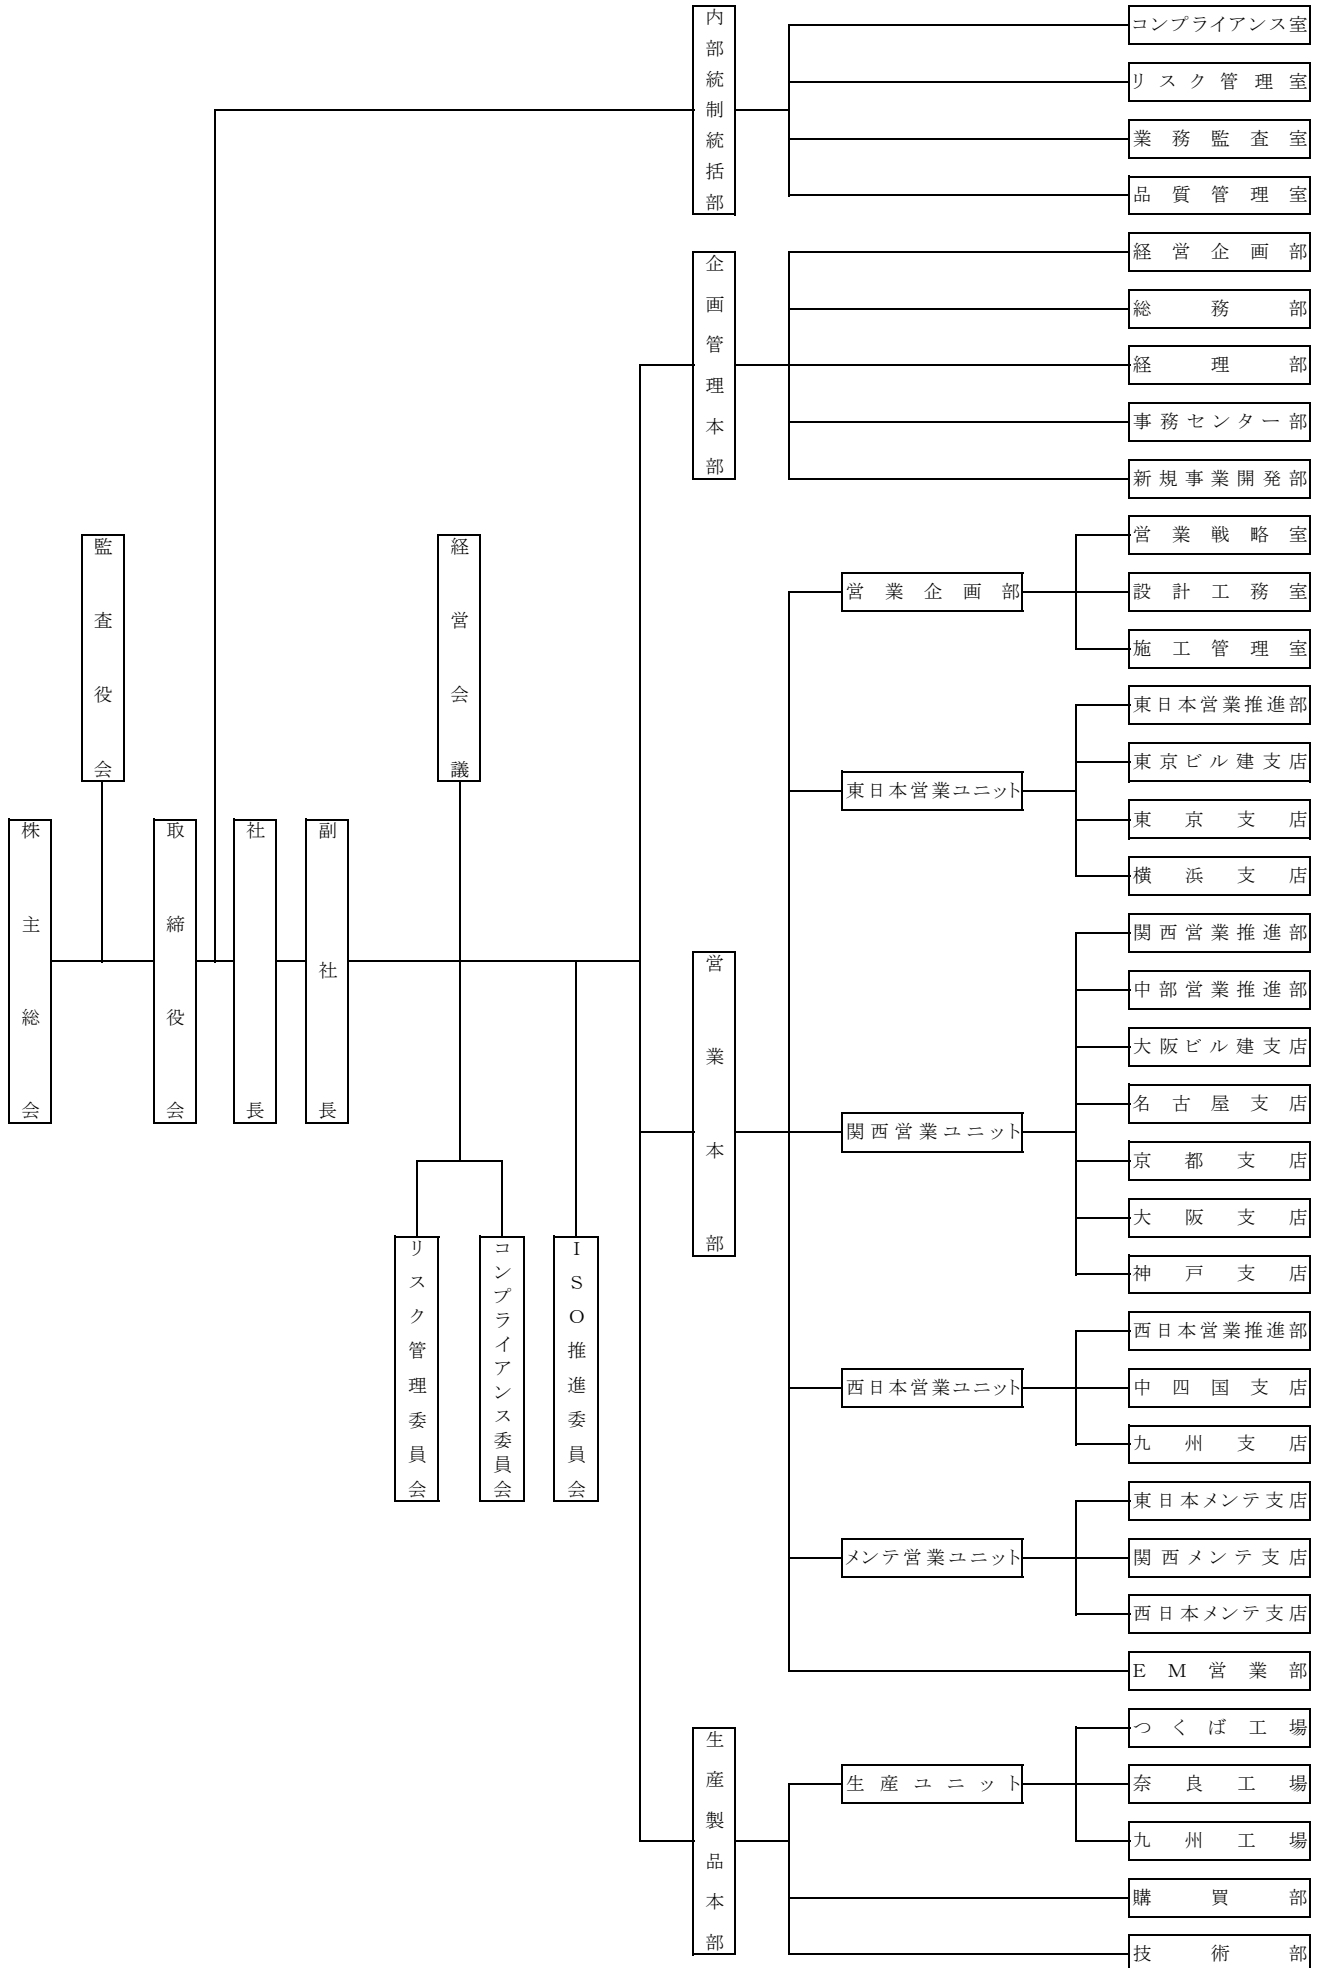 株主総会
監査役会
取締役会
社長
副社長
経営会議
リスク管理委員会
コンプライアンス委員会
ISO推進委員会
内部統制統括部
コンプライアンス室
リスク管理室
業務監査室
品質管理室
企画管理本部
経営企画部
総務部
経理部
事務センター部
新規事業開発部
営業本部
営業企画部
営業戦略室
設計工務室
施工管理室
東日本営業ユニット
東日本営業推進部
東京ビル建支店
東京支店
横浜支店
関西営業ユニット
関西営業推進部
中部営業推進部
大阪ビル建支店
名古屋支店
京都支店
大阪支店
神戸支店
西日本営業ユニット
西日本営業推進部
中四国支店
九州支店
メンテ営業ユニット
東日本メンテ支店
関西メンテ支店
西日本メンテ支店
EM営業部
生産製品本部
生産ユニット
つくば工場
奈良工場
九州工場
購買部
技術部